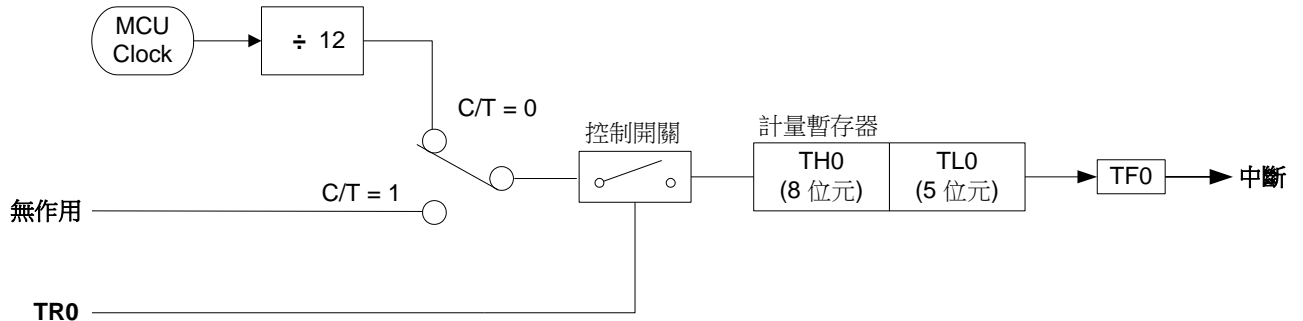 MCU
Clock
÷ 12
C/T = 0
控制開關
計量暫存器
TH0
(8 位元)
TL0
(5 位元)
TF0
中斷
C/T = 1
無作用
TR0